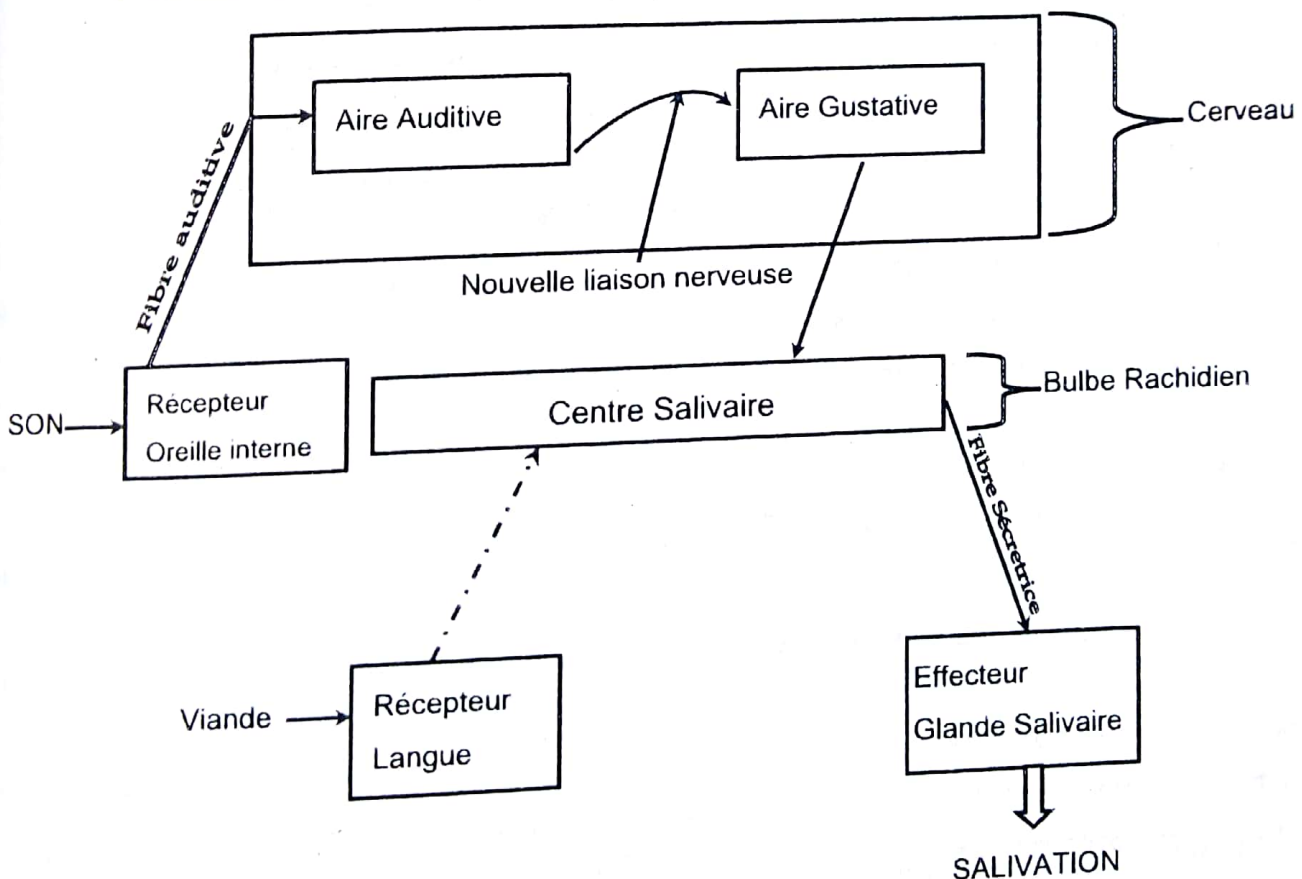 Aire Auditive
Aire Gustative
Cerveau
Fibre auditive
Nouvelle liaison nerveuse
SON
Récepteur
Oreille interne
Centre Salivaire
Bulbe Rachidien
Fibre Sécretrice
Viande
Récepteur
Langue
Effecteur
Glande Salivaire
SALIVATION